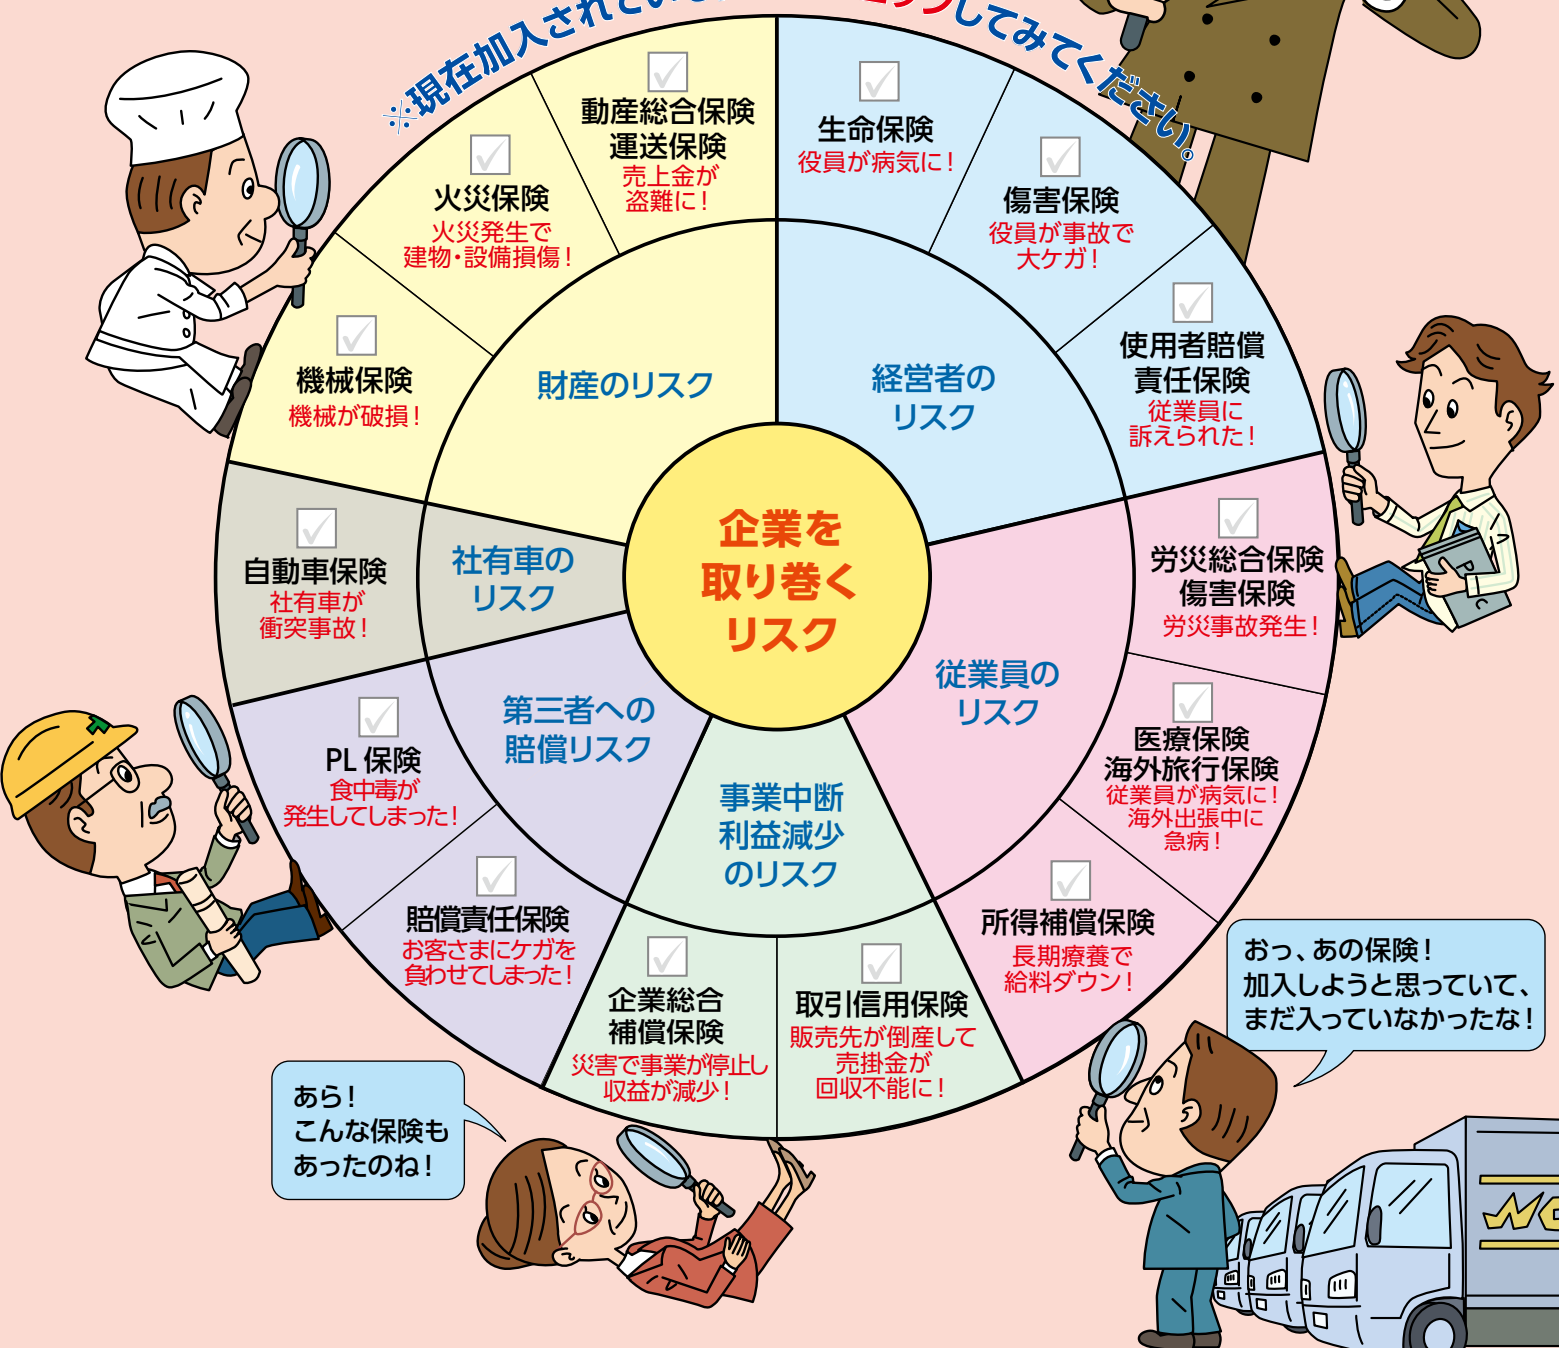 ※現在加入されてい
してみてください。
企業を
取り巻く
リスク
経営者の
リスク
生命保険
役員が病気に！
傷害保険
役員が事故で
大ケガ！
使用者賠償
責任保険
従業員に
訴えられた！
従業員の
リスク
労災総合保険
傷害保険
労災事故発生！
医療保険
海外旅行保険
従業員が病気に！
海外出張中に
急病！
所得補償保険
長期療養で
給料ダウン！
事業中断
利益減少
のリスク
取引信用保険
販売先が倒産して
売掛金が
回収不能に！
企業総合
補償保険
災害で事業が停止し
収益が減少！
第三者への
賠償リスク
賠償責任保険
お客さまにケガを
負わせてしまった！
PL 保険
食中毒が
発生してしまった！
社有車の
リスク
自動車保険
社有車が
衝突事故！
財産のリスク
機械保険
機械が破損！
火災保険
火災発生で
建物・設備損傷！
動産総合保険
運送保険
売上金が
盗難に！
おっ、あの保険！
加入しようと思っていて、
まだ入っていなかったな！
あら！
こんな保険も
あったのね！